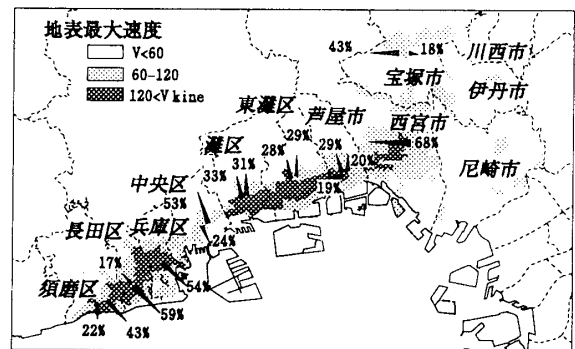 地表最大速度
V<60
60-120
120<V kine
43%
18%
川西市
宝塚市
伊丹市
東灘区
芦屋市
西宮市
灘区
29%
28%
29%
20%
68%
31%
33%
19%
尼崎市
中央区
53%
24%
長田区
兵庫区
17%
54%
須磨区
59%
22%
43%